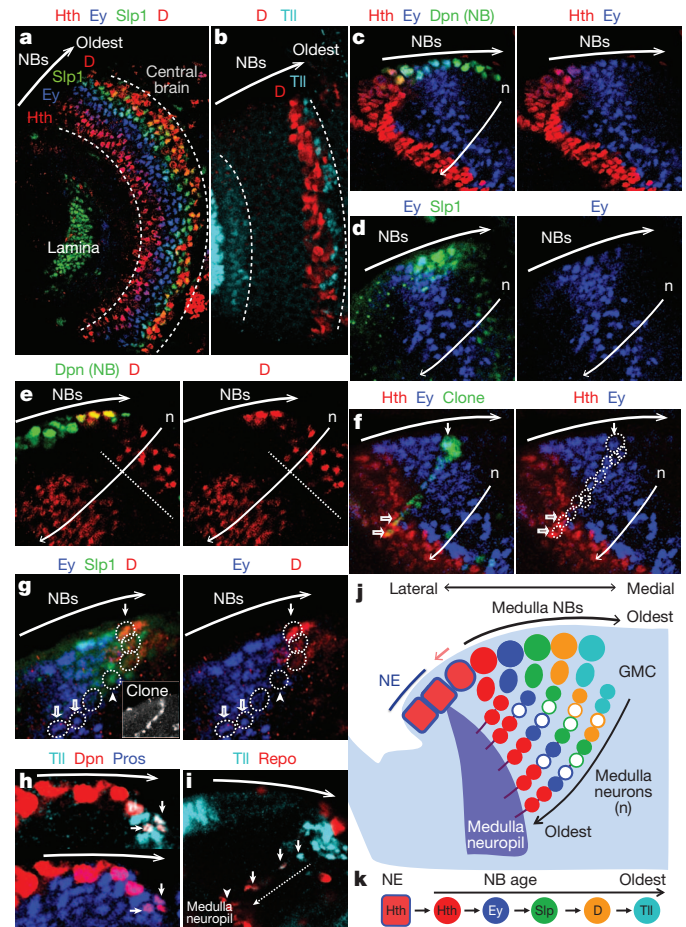 Hth Ey Slp1 D
a
NBs
Oldest
D
Slp1
Ey
Hth
Central
brain
Lamina
D Tll
b
NBs
Oldest
D
Tll
Hth Ey Dpn (NB)
Hth Ey
c
NBs
n
NBs
n
Ey Slp1
Ey
d
NBs
n
NBs
n
Dpn (NB) D
D
e
NBs
n
NBs
n
Hth Ey Clone
Hth Ey
f
n
n
Ey Slp1 D
Ey D
g
NBs
Clone
NBs
Tll Dpn Pros
h
Tll Repo
i
Medulla
neuropil
j
Lateral
Medial
Medulla NBs
Oldest
NE
GMC
Medulla
neurons
(n)
Oldest
Medulla
neuropil
k
NE
NB age
Oldest
Hth
Hth
Ey
Slp
D
Tll